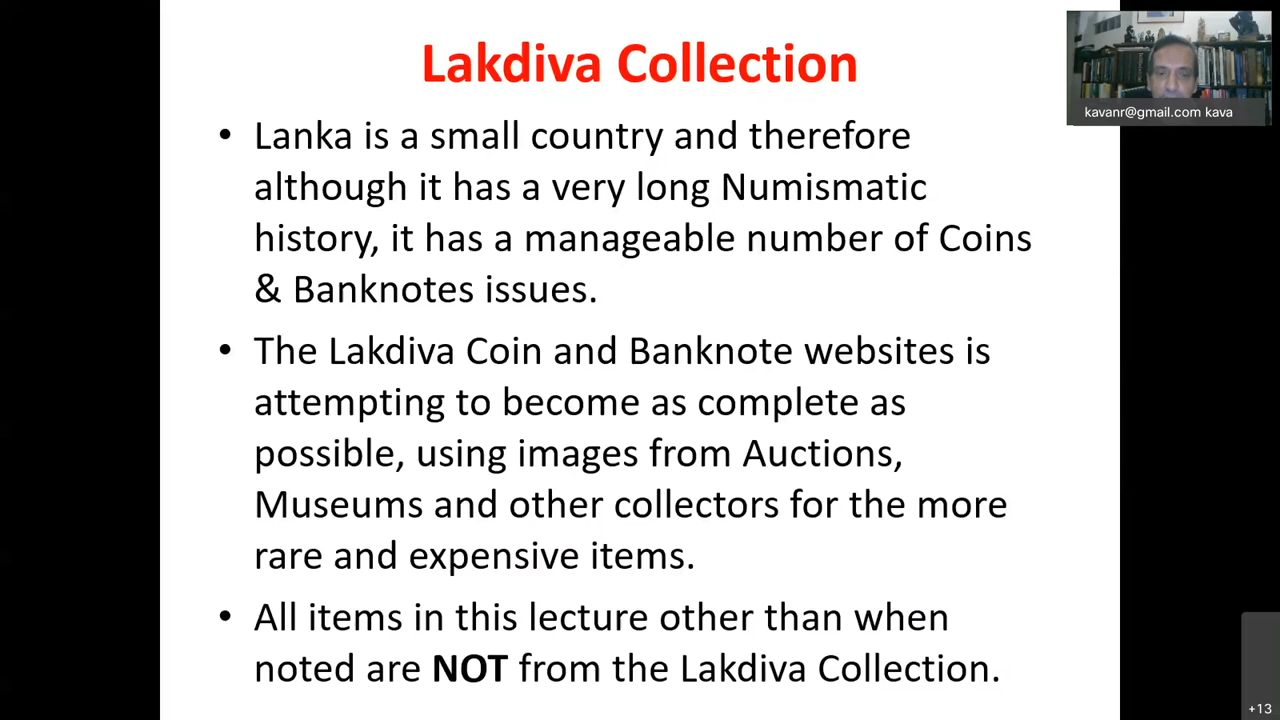 Lakdiva Collection
kavanr@gmail.com kava
• Lanka is a small country and therefore
although it has a very long Numismatic
history, it has a manageable number of Coins
& Banknotes issues.
• The Lakdiva Coin and Banknote websites is
attempting to become as complete as
possible, using images from Auctions,
Museums and other collectors for the more
rare and expensive items.
• All items in this lecture other than when
noted are NOT from the Lakdiva Collection.
+13